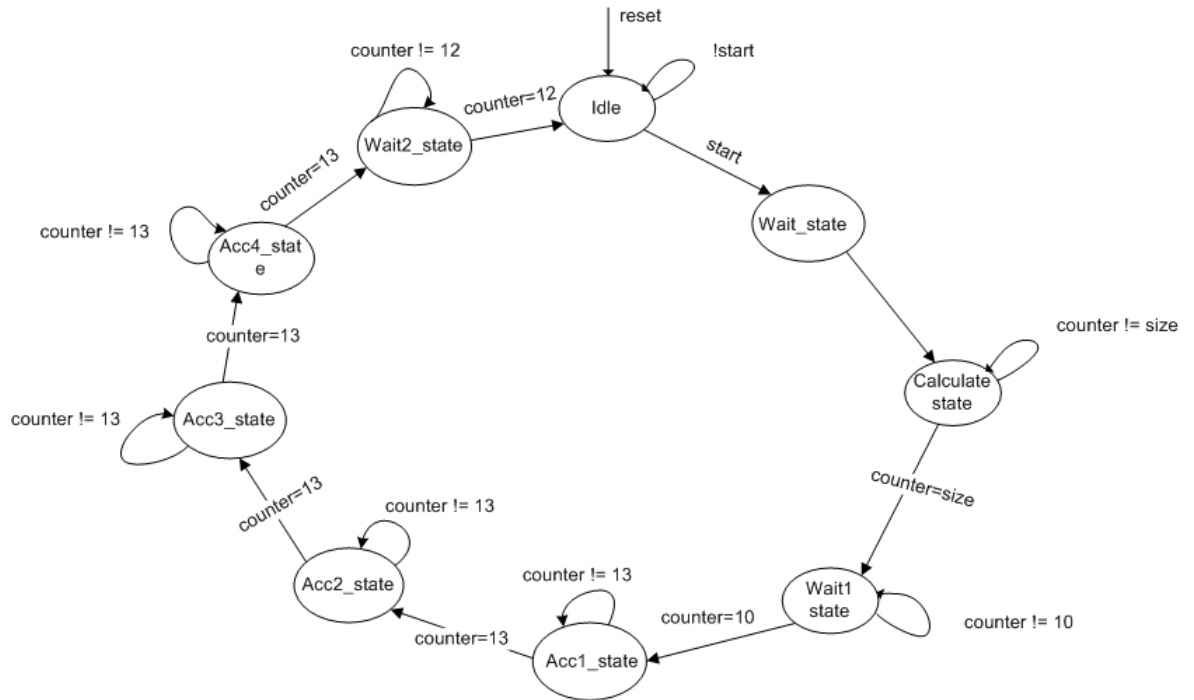 reset
!start
Idle
start
Wait_state
counter != size
Calculate
state
counter=size
Wait1
state
counter != 10
counter=10
Acc1_state
counter != 13
counter=13
Acc2_state
counter != 13
counter=13
Acc3_state
counter != 13
counter=13
Acc4_stat
e
counter != 13
counter=13
Wait2_state
counter != 12
counter=12